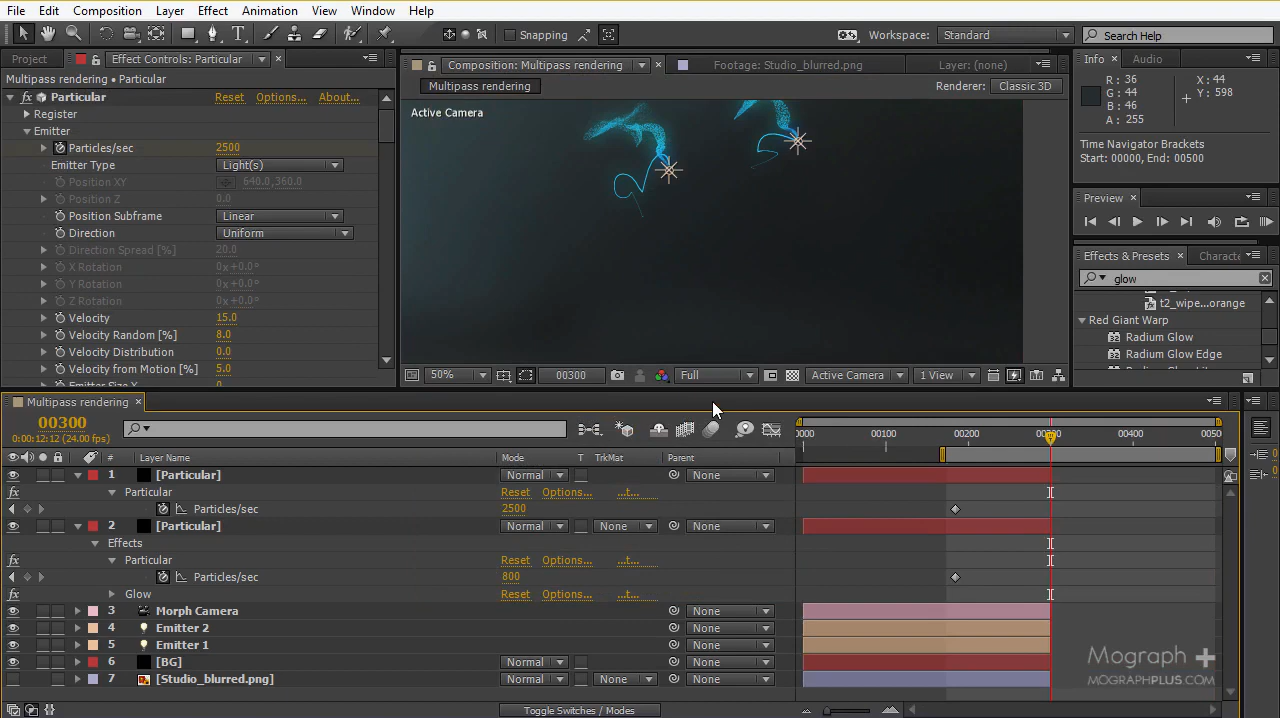 File Edit Composition Layer Effect Animation View Window Help
Snapping Workspace: Standard Search Help
Project Effect Controls: Particular Composition: Multipass rendering Footage: Studio_blurred.png Layer: (none) Info Audio
Multipass rendering • Particular
Multipass rendering Renderer: Classic 3D
fx Particular Reset Options... About...
Register
Emitter
Particles/sec 2500
Emitter Type Light(s)
Position XY 640.0,360.0
Position Z 0.0
Position Subframe Linear
Direction Uniform
Direction Spread [%] 20.0
X Rotation 0x+0.0°
Y Rotation 0x+0.0°
Z Rotation 0x+0.0°
Velocity 15.0
Velocity Random [%] 8.0
Velocity Distribution 0.0
Velocity from Motion [%] 5.0
Emitter Size X
Active Camera
50% 00300 Full Active Camera 1 View
R: 36 X: 44
G: 44 Y: 598
B: 46
A: 255
Time Navigator Brackets
Start: 00000, End: 00500
Preview
Effects & Presets Characte
glow
t2_wipe...orange
Red Giant Warp
Radium Glow
Radium Glow Edge
Multipass rendering
00300
0:00:12:12 (24.00 fps)
0000 00100 00200 00400 0050
# Layer Name Mode T TrkMat Parent
1 [Particular] Normal None
fx Particular Reset Options... ...t...
Particles/sec 2500
2 [Particular] Normal None None
Effects
fx Particular Reset Options... ...t...
Particles/sec 800
fx Glow Reset Options... ...t...
3 Morph Camera None
4 Emitter 2 None
5 Emitter 1 None
6 [BG] Normal None
7 [Studio_blurred.png] Normal None None
Toggle Switches / Modes
Mograph +
MOGRAPHPLUS.COM